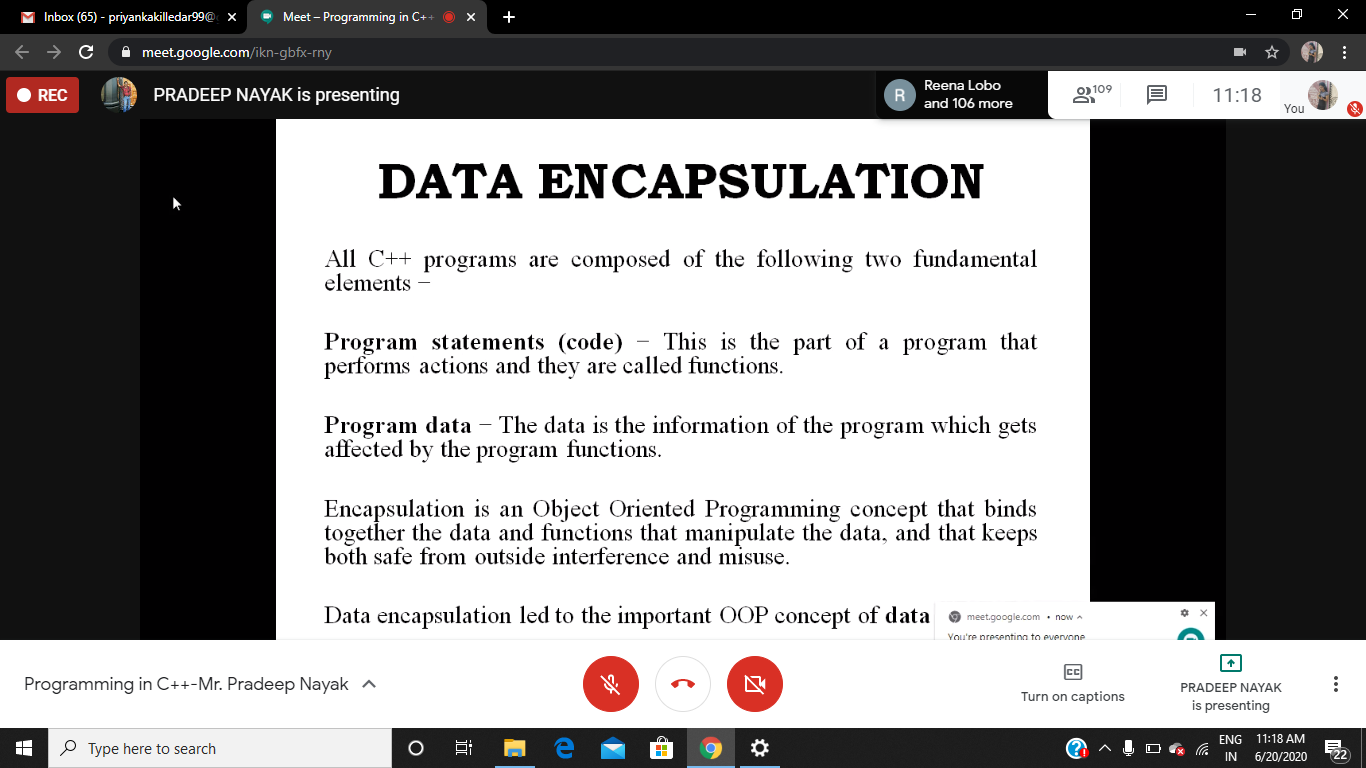 Inbox (65) - priyankakilledar99@
Meet – Programming in C++
meet.google.com/ikn-gbfx-rny
REC
PRADEEP NAYAK is presenting
R
Reena Lobo
and 106 more
109
11:18
You
DATA ENCAPSULATION
All C++ programs are composed of the following two fundamental
elements −
Program statements (code) − This is the part of a program that
performs actions and they are called functions.
Program data − The data is the information of the program which gets
affected by the program functions.
Encapsulation is an Object Oriented Programming concept that binds
together the data and functions that manipulate the data, and that keeps
both safe from outside interference and misuse.
Data encapsulation led to the important OOP concept of data
meet.google.com • now
You're presenting to everyone
Programming in C++-Mr. Pradeep Nayak
Turn on captions
PRADEEP NAYAK
is presenting
Type here to search
ENG
IN
11:18 AM
6/20/2020
22